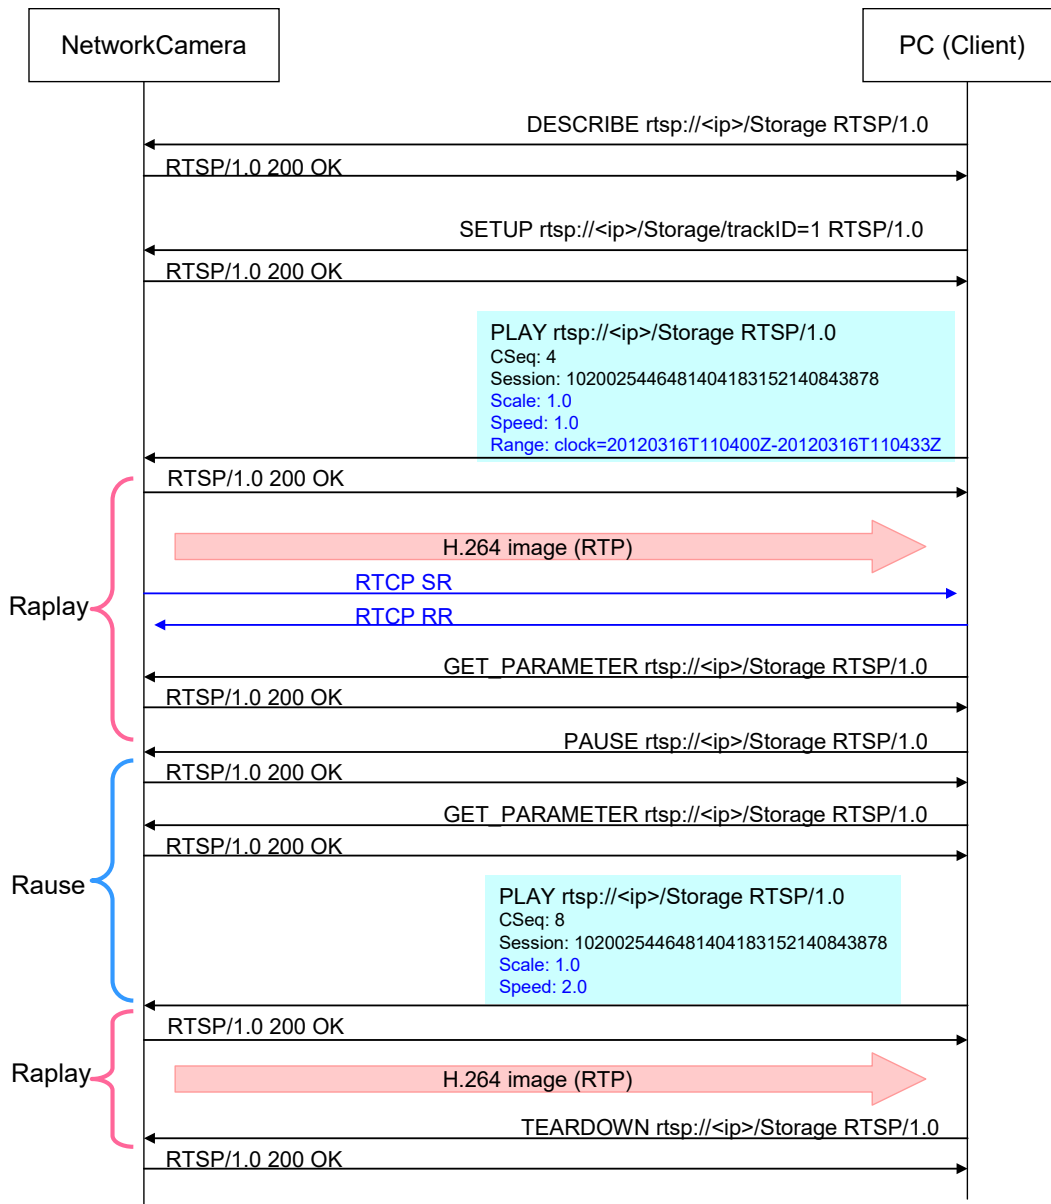 NetworkCamera
PC (Client)
DESCRIBE rtsp://<ip>/Storage RTSP/1.0
RTSP/1.0 200 OK
SETUP rtsp://<ip>/Storage/trackID=1 RTSP/1.0
RTSP/1.0 200 OK
PLAY rtsp://<ip>/Storage RTSP/1.0
CSeq: 4
Session: 1020025446481404183152140843878
Scale: 1.0
Speed: 1.0
Range: clock=20120316T110400Z-20120316T110433Z
RTSP/1.0 200 OK
H.264 image (RTP)
RTCP SR
Raplay
RTCP RR
GET_PARAMETER rtsp://<ip>/Storage RTSP/1.0
RTSP/1.0 200 OK
PAUSE rtsp://<ip>/Storage RTSP/1.0
RTSP/1.0 200 OK
GET_PARAMETER rtsp://<ip>/Storage RTSP/1.0
RTSP/1.0 200 OK
Rause
PLAY rtsp://<ip>/Storage RTSP/1.0
CSeq: 8
Session: 1020025446481404183152140843878
Scale: 1.0
Speed: 2.0
RTSP/1.0 200 OK
Raplay
H.264 image (RTP)
TEARDOWN rtsp://<ip>/Storage RTSP/1.0
RTSP/1.0 200 OK